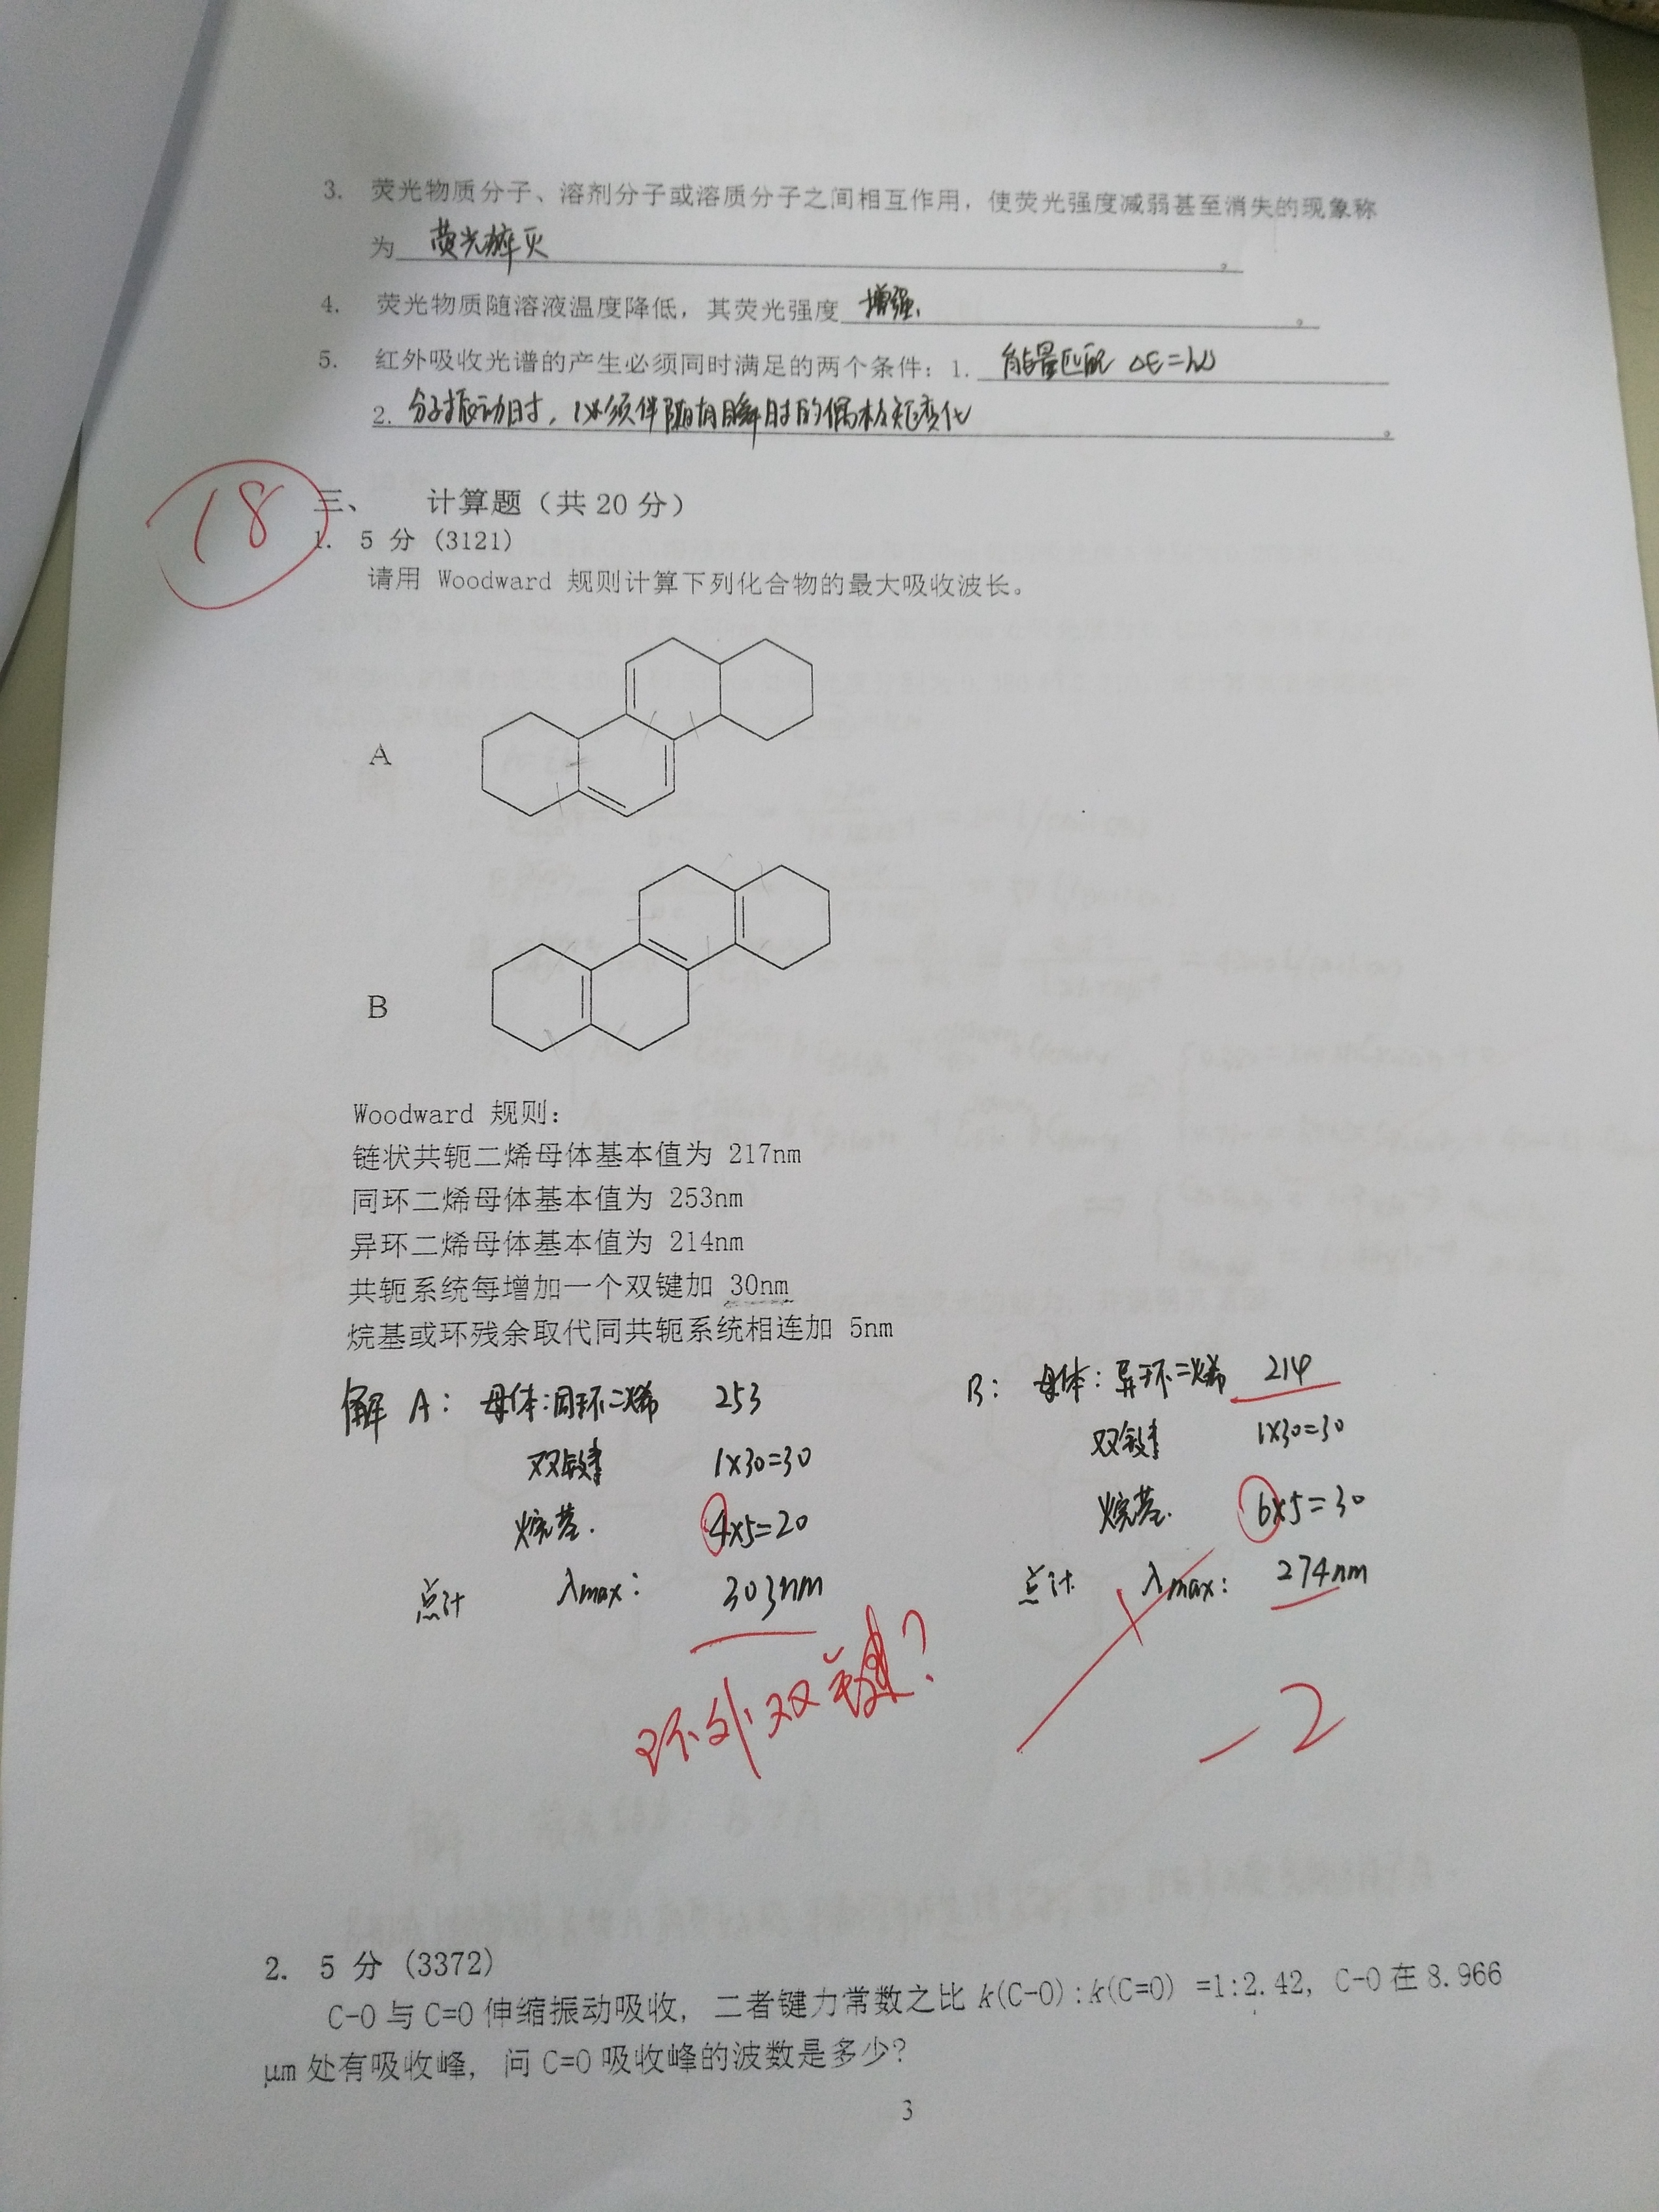 3. 荧光物质分子、溶剂分子或溶质分子之间相互作用，使荧光强度减弱甚至消失的现象称
为 荧光猝灭 。
4. 荧光物质随溶液温度降低，其荧光强度 增强. 。
5. 红外吸收光谱的产生必须同时满足的两个条件：1. 能量匹配 ΔE=hυ
2. 分子振动时，必须伴随有瞬时的偶极矩变化 。
18
三、 计算题（共20分）
1. 5 分 (3121)
请用 Woodward 规则计算下列化合物的最大吸收波长。
A
B
Woodward 规则：
链状共轭二烯母体基本值为 217nm
同环二烯母体基本值为 253nm
异环二烯母体基本值为 214nm
共轭系统每增加一个双键加 30nm
烷基或环残余取代同共轭系统相连加 5nm
解 A： 母体：同环二烯 253
双键 1×30=30
烷基. 4×5=20
总计 λmax： 303nm
B： 母体：异环二烯 214
双键 1×30=30
烷基. 6×5=30
总计 λmax： 274nm
环外双键？
-2
2. 5 分 (3372)
C-O 与 C=O 伸缩振动吸收，二者键力常数之比 k(C-O):k(C=O) =1:2.42, C-O 在 8.966
μm 处有吸收峰，问 C=O 吸收峰的波数是多少？
3